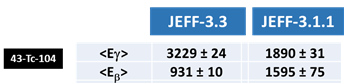 JEFF-3.3 JEFF-3.1.1
43-Tc-104 <Eγ> 3229 ± 24 1890 ± 31
<Eβ> 931 ± 10 1595 ± 75